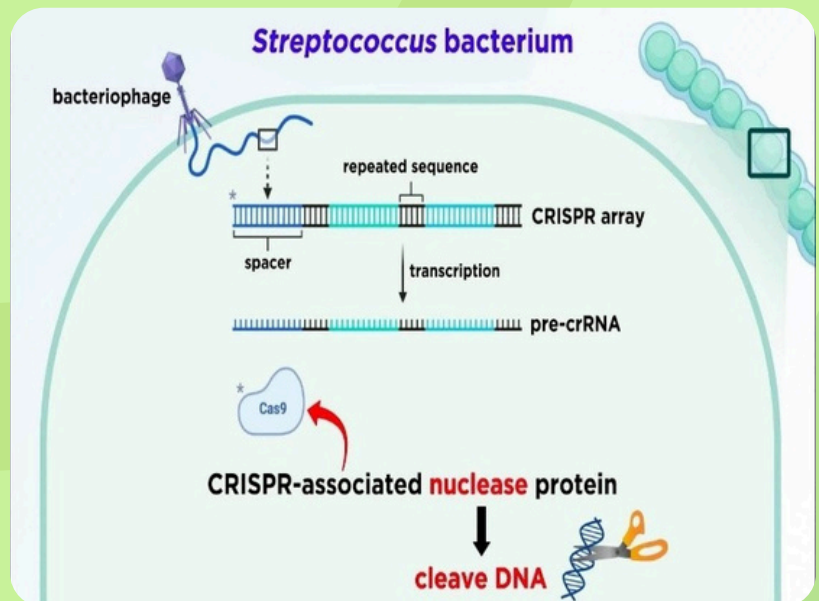 Streptococcus bacterium
bacteriophage
repeated sequence
*
CRISPR array
spacer
transcription
pre-crRNA
*
Cas9
CRISPR-associated nuclease protein
cleave DNA